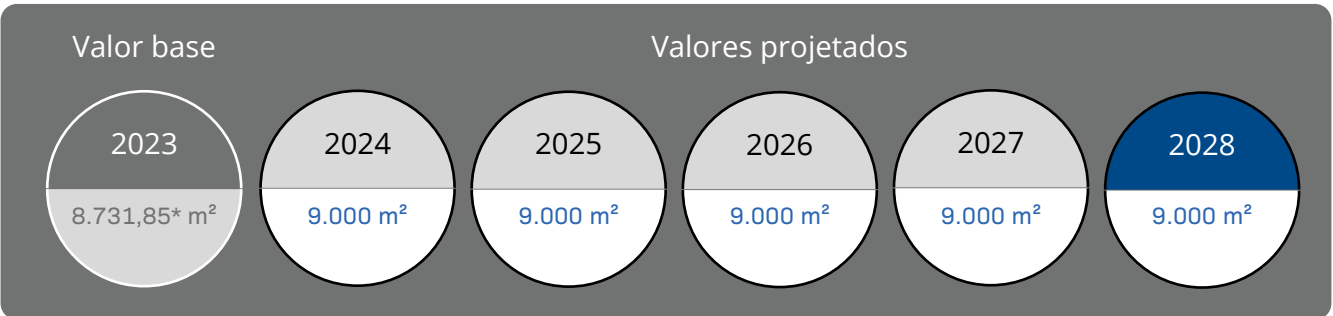 Valor base
Valores projetados
2023
2024
2025
2026
2027
2028
8.731,85* m²
9.000 m²
9.000 m²
9.000 m²
9.000 m²
9.000 m²